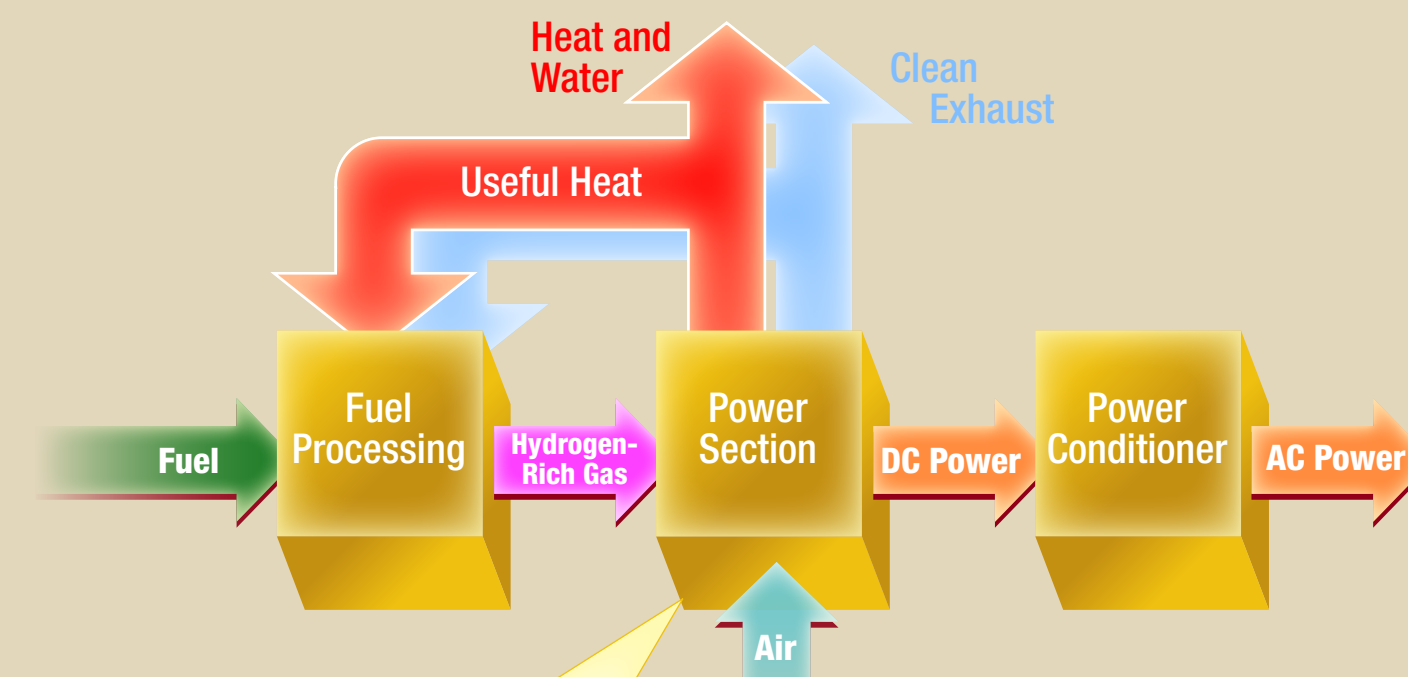 Heat and
Water
Clean
Exhaust
Useful Heat
Fuel
Fuel
Processing
Hydrogen-
Rich Gas
Power
Section
DC Power
Power
Conditioner
AC Power
Air